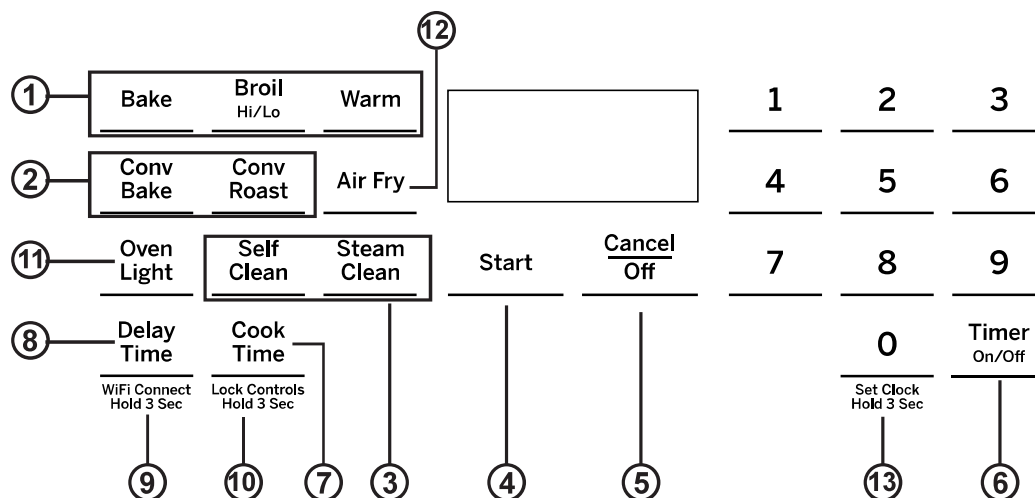 12
1
Bake
Broil
Hi/Lo
Warm
1
2
3
2
Conv
Bake
Conv
Roast
Air Fry
4
5
6
11
Oven
Light
Self
Clean
Steam
Clean
Start
Cancel
Off
7
8
9
8
Delay
Time
Cook
Time
0
Timer
On/Off
WiFi Connect
Hold 3 Sec
Lock Controls
Hold 3 Sec
Set Clock
Hold 3 Sec
9
10
7
3
4
5
13
6